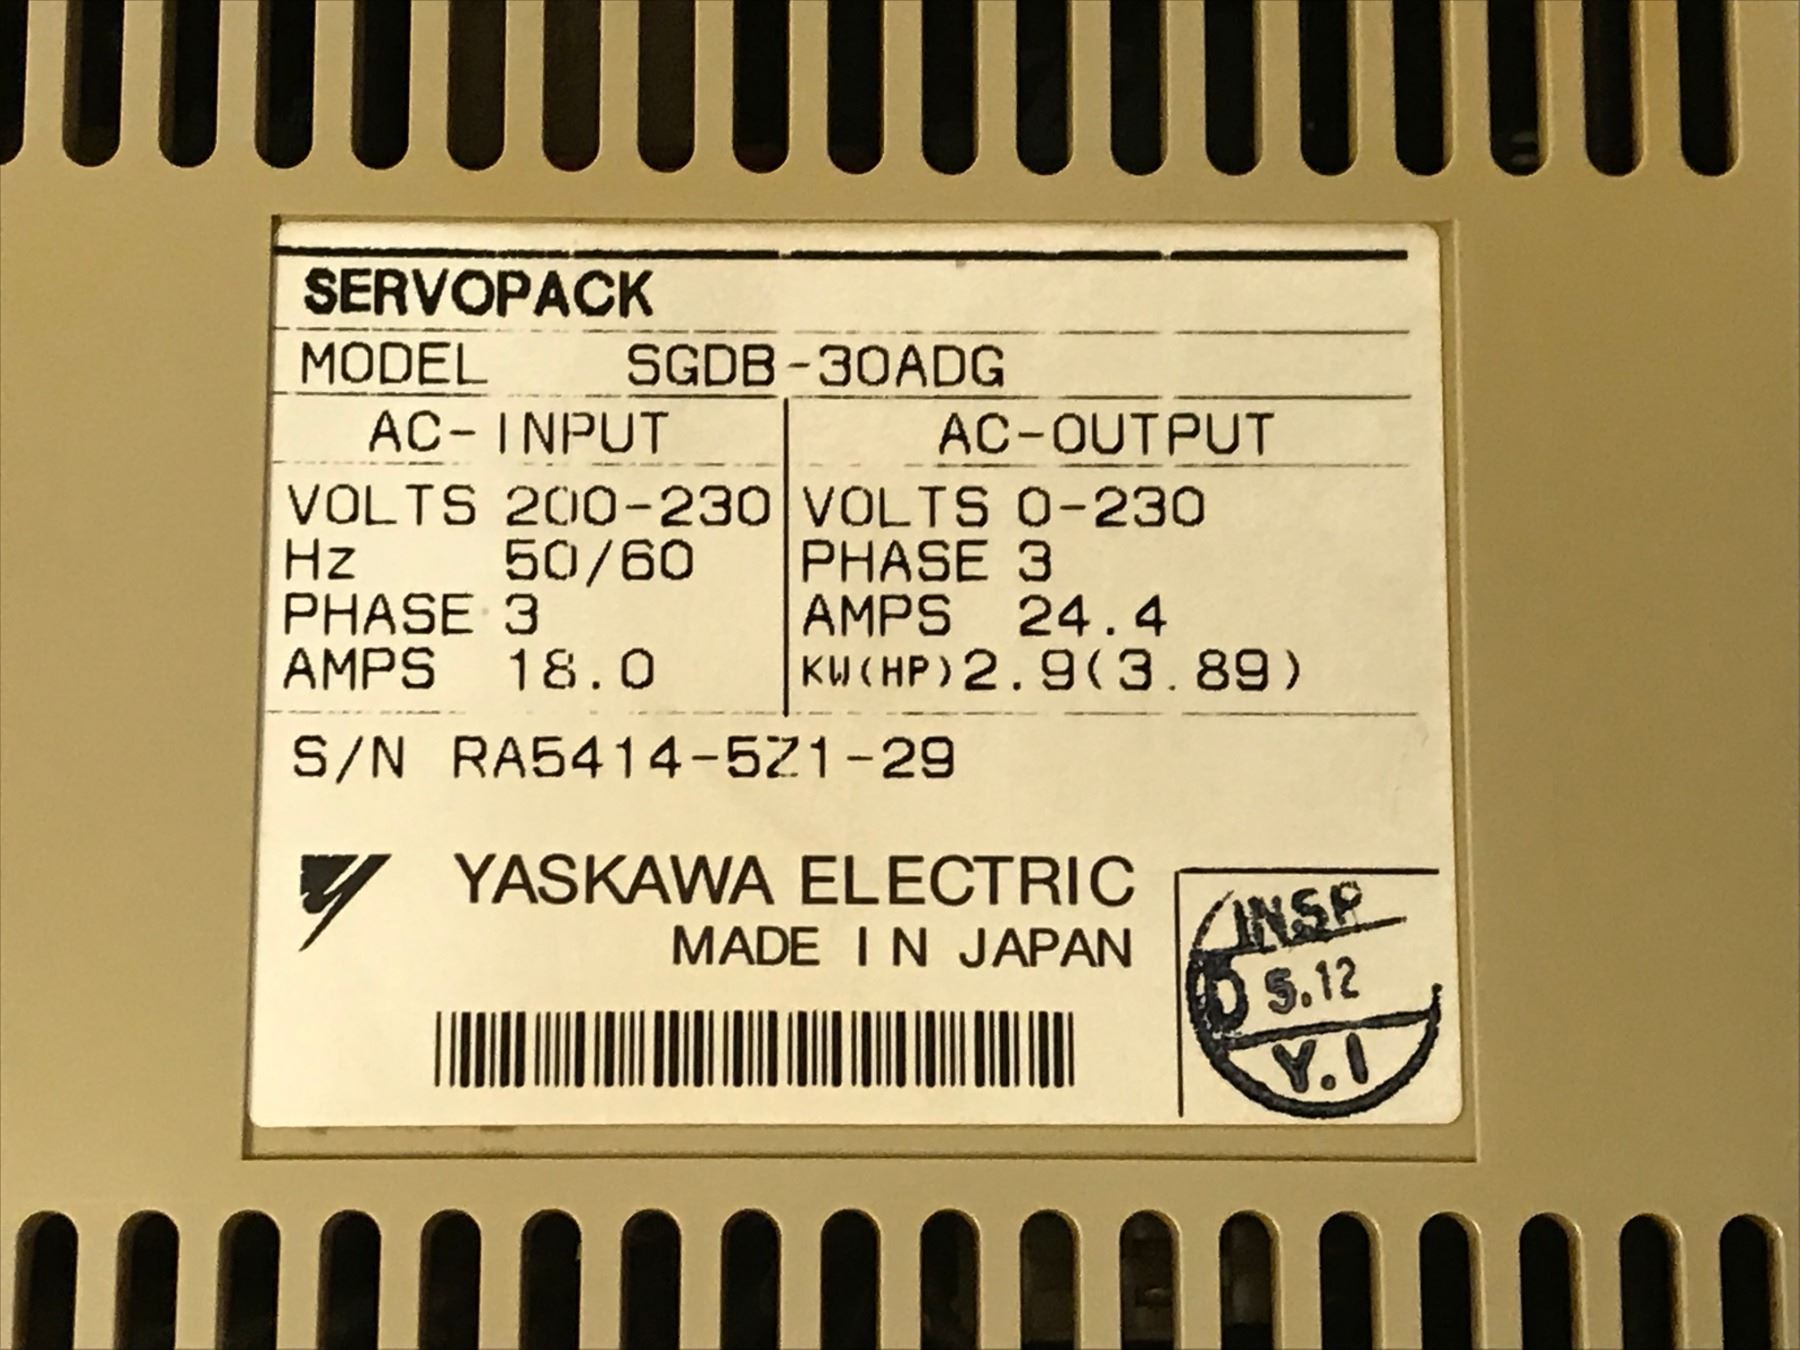 SERVOPACK
MODEL SGDB-30ADG
AC-INPUT AC-OUTPUT
VOLTS 200-230 VOLTS 0-230
Hz 50/60 PHASE 3
PHASE 3 AMPS 24.4
AMPS 18.0 KW(HP)2.9(3.89)
S/N RA5414-5Z1-29
YASKAWA ELECTRIC
MADE IN JAPAN
INSP
D 5.12
Y.I